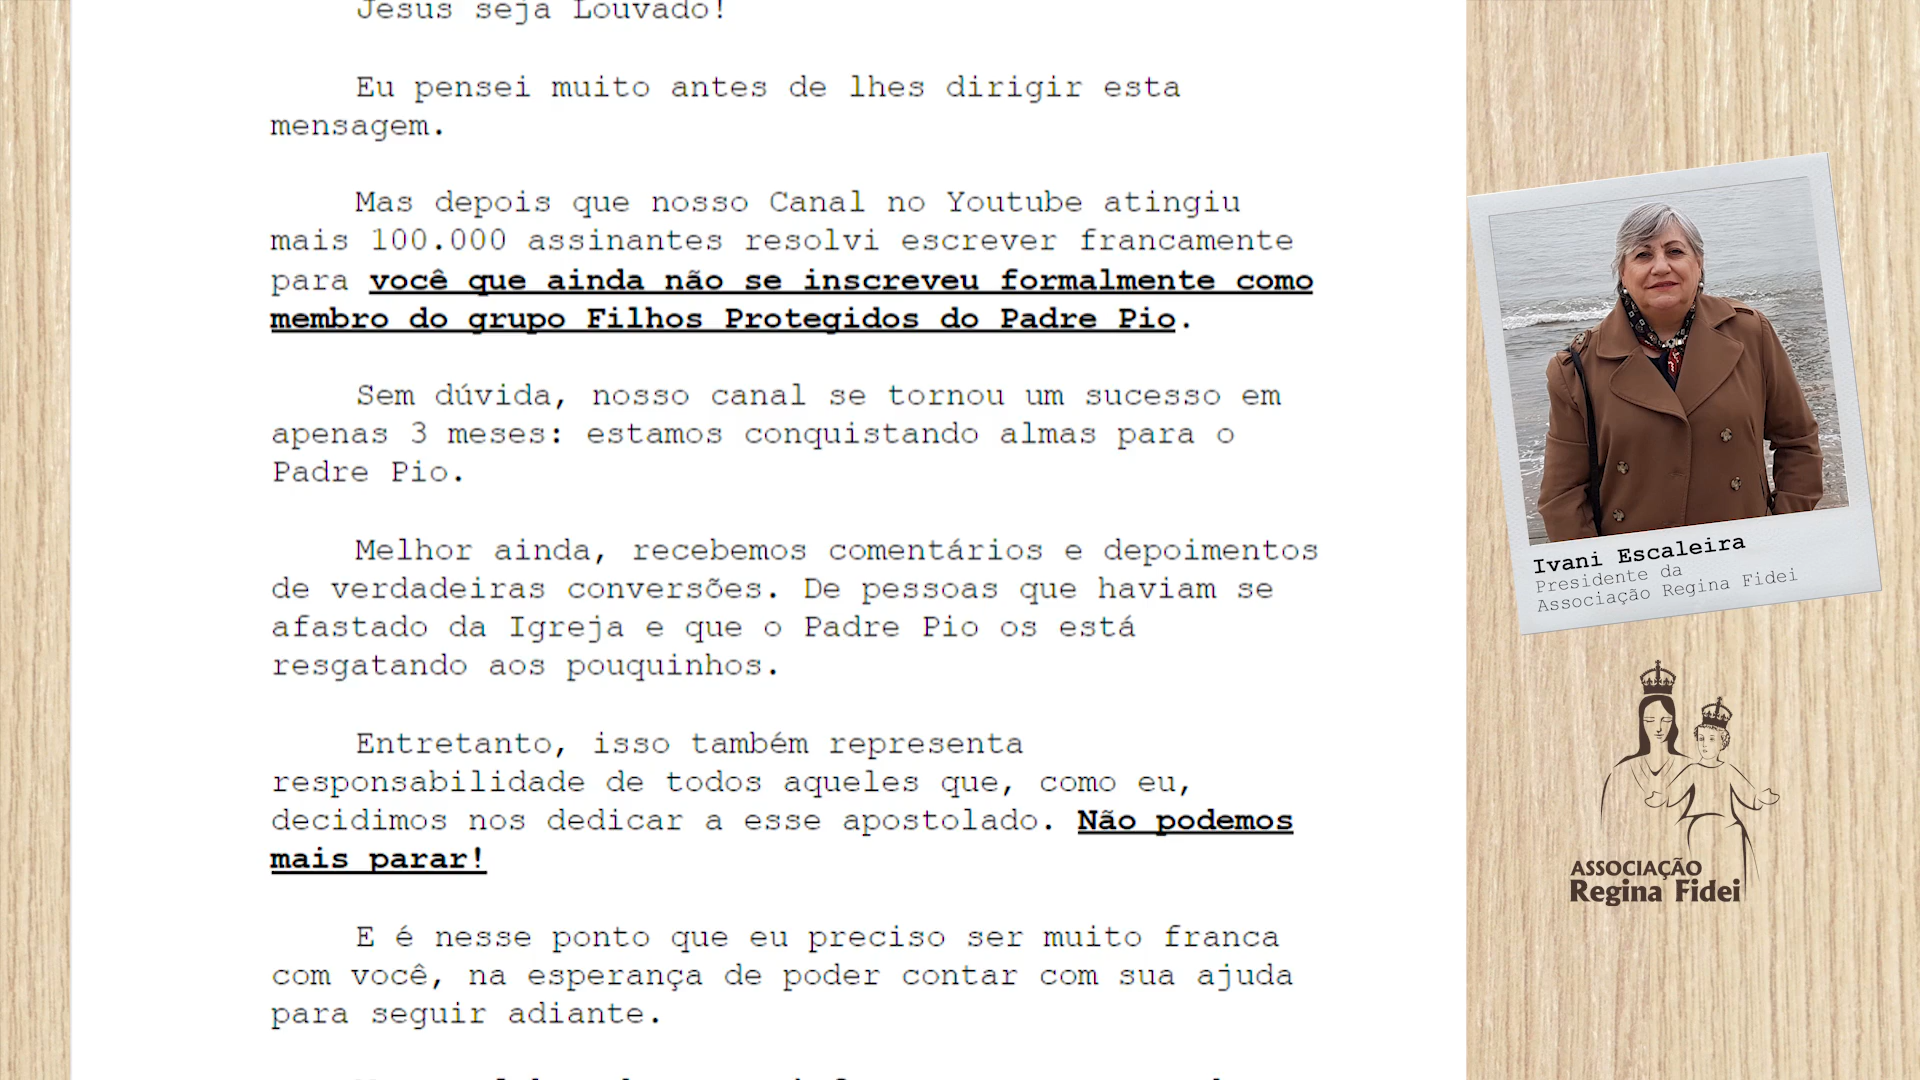 Jesus seja Louvado!
Eu pensei muito antes de lhes dirigir esta
mensagem.
Mas depois que nosso Canal no Youtube atingiu
mais 100.000 assinantes resolvi escrever francamente
para você que ainda não se inscreveu formalmente como
membro do grupo Filhos Protegidos do Padre Pio.
Sem dúvida, nosso canal se tornou um sucesso em
apenas 3 meses: estamos conquistando almas para o
Padre Pio.
Melhor ainda, recebemos comentários e depoimentos
de verdadeiras conversões. De pessoas que haviam se
afastado da Igreja e que o Padre Pio os está
resgatando aos pouquinhos.
Entretanto, isso também representa
responsabilidade de todos aqueles que, como eu,
decidimos nos dedicar a esse apostolado. Não podemos
mais parar!
E é nesse ponto que eu preciso ser muito franca
com você, na esperança de poder contar com sua ajuda
para seguir adiante.
Ivani Escaleira
Presidente da
Associação Regina Fidei
ASSOCIAÇÃO
Regina Fidei